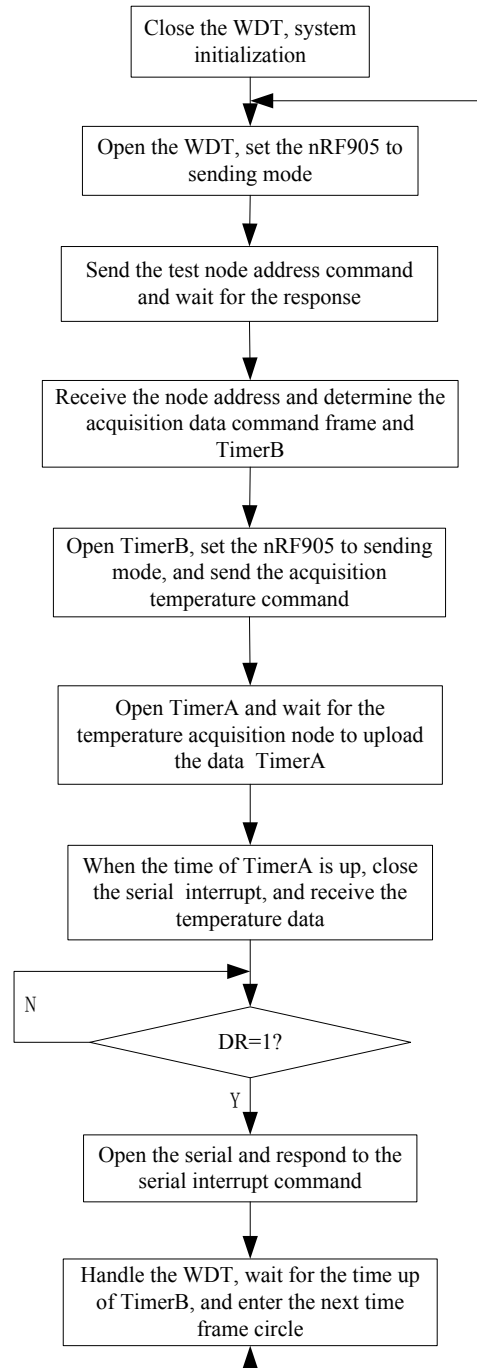 Close the WDT, system
initialization
Open the WDT, set the nRF905 to
sending mode
Send the test node address command
and wait for the response
Receive the node address and determine the
acquisition data command frame and
TimerB
Open TimerB, set the nRF905 to sending
mode, and send the acquisition
temperature command
Open TimerA and wait for the
temperature acquisition node to upload
the data TimerA
When the time of TimerA is up, close
the serial interrupt, and receive the
temperature data
N
DR=1?
Y
Open the serial and respond to the
serial interrupt command
Handle the WDT, wait for the time up
of TimerB, and enter the next time
frame circle